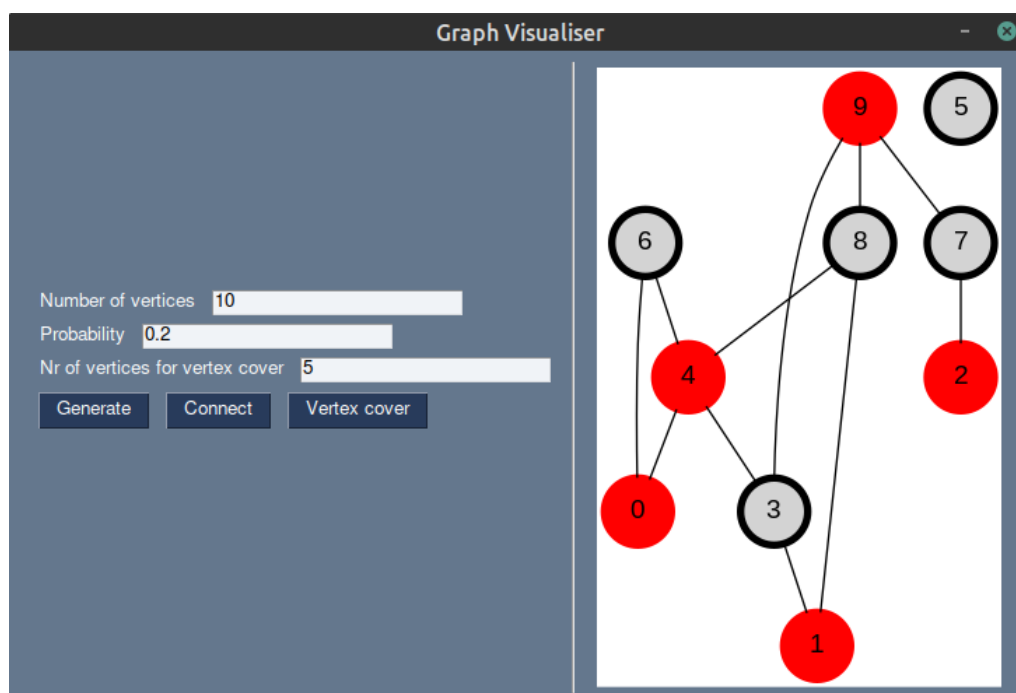 Graph Visualiser
Number of vertices 10
Probability 0.2
Nr of vertices for vertex cover 5
Generate Connect Vertex cover
9 5
6 8 7
4 2
0 3
1